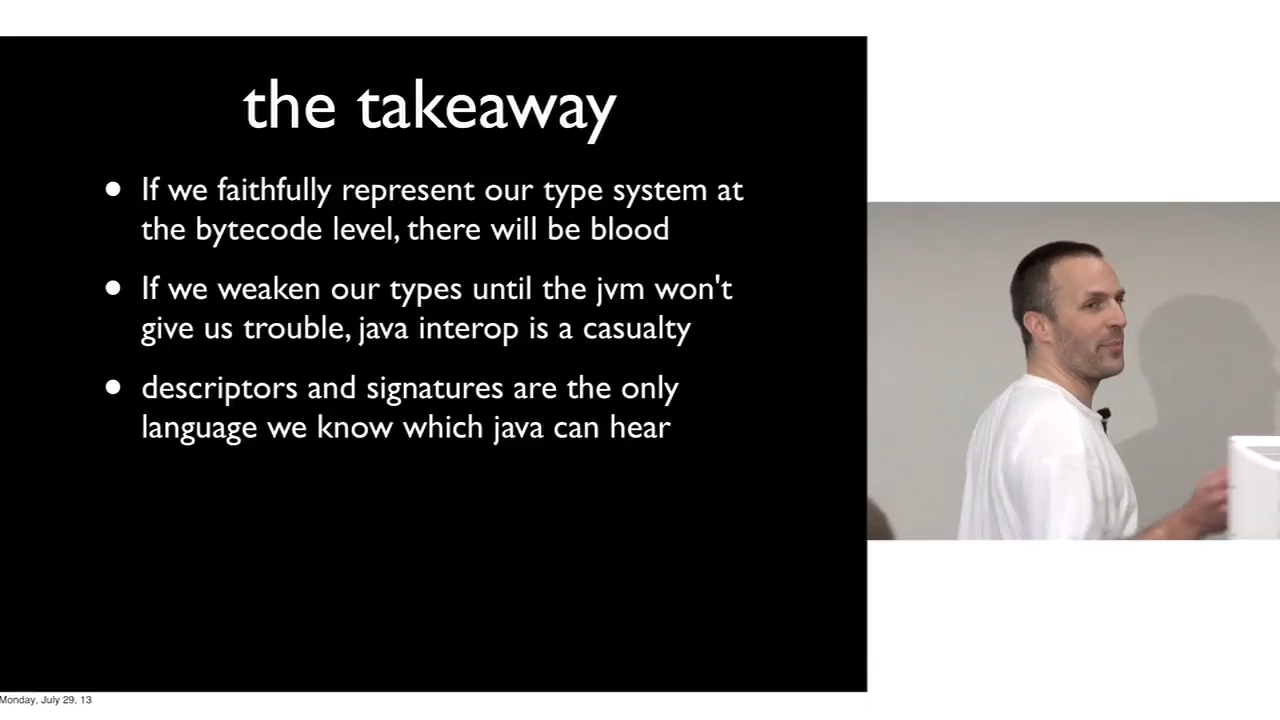 the takeaway
• If we faithfully represent our type system at
the bytecode level, there will be blood
• If we weaken our types until the jvm won't
give us trouble, java interop is a casualty
• descriptors and signatures are the only
language we know which java can hear
Monday, July 29, 13